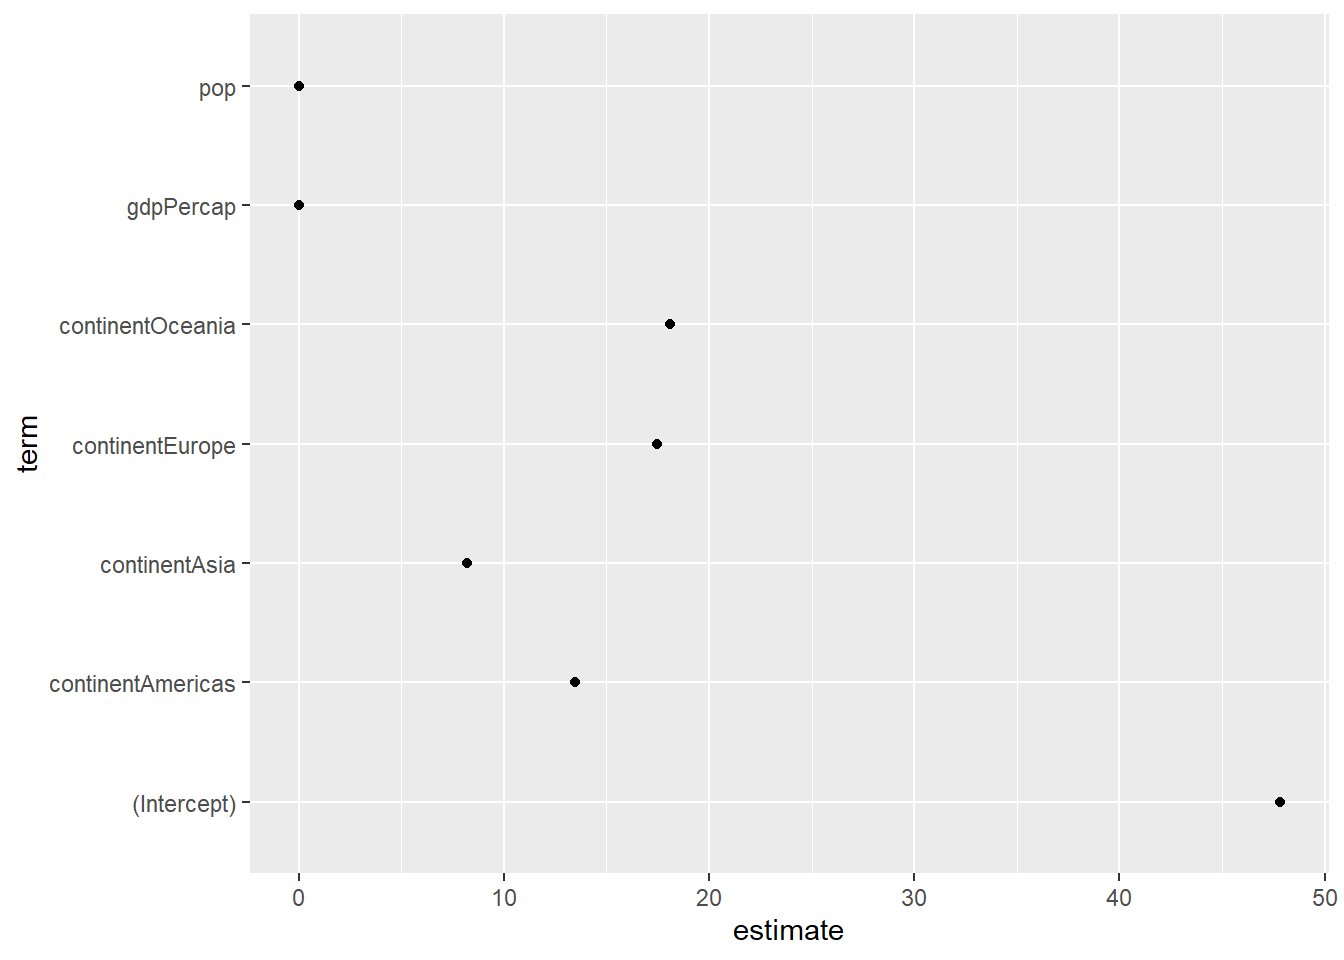 pop
gdpPercap
continentOceania
continentEurope
continentAsia
continentAmericas
(Intercept)
term
0 10 20 30 40 50
estimate